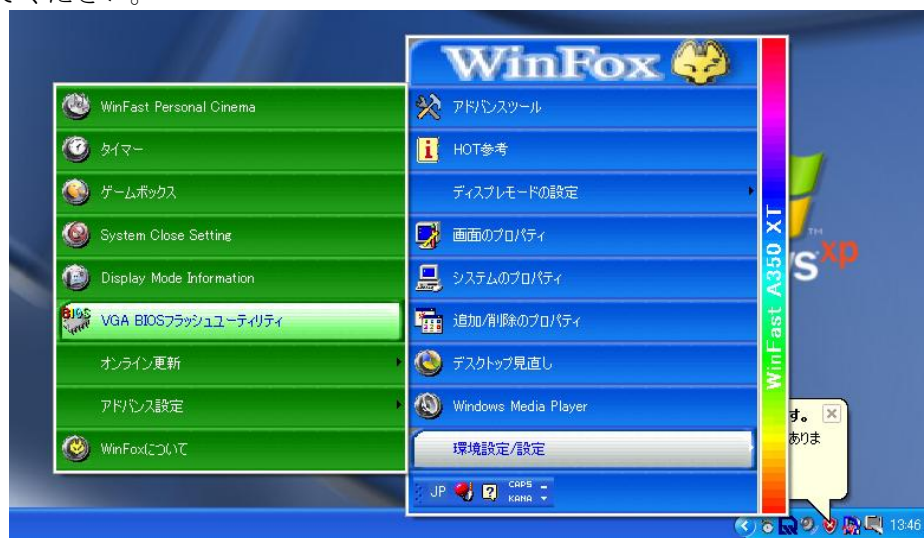 ください。
WinFox
WinFast Personal Cinema
タイマー
ゲームボックス
System Close Setting
Display Mode Information
BIOS
VGA BIOSフラッシュユーティリティ
オンライン更新
アドバンス設定
WinFoxについて
アドバンスツール
HOT参考
ディスプレモードの設定
画面のプロパティ
システムのプロパティ
追加/削除のプロパティ
デスクトップ見直し
Windows Media Player
環境設定/設定
JP
CAPS
KANA
WinFast A350 XT
TM
s xp
す。
ありま
13:46